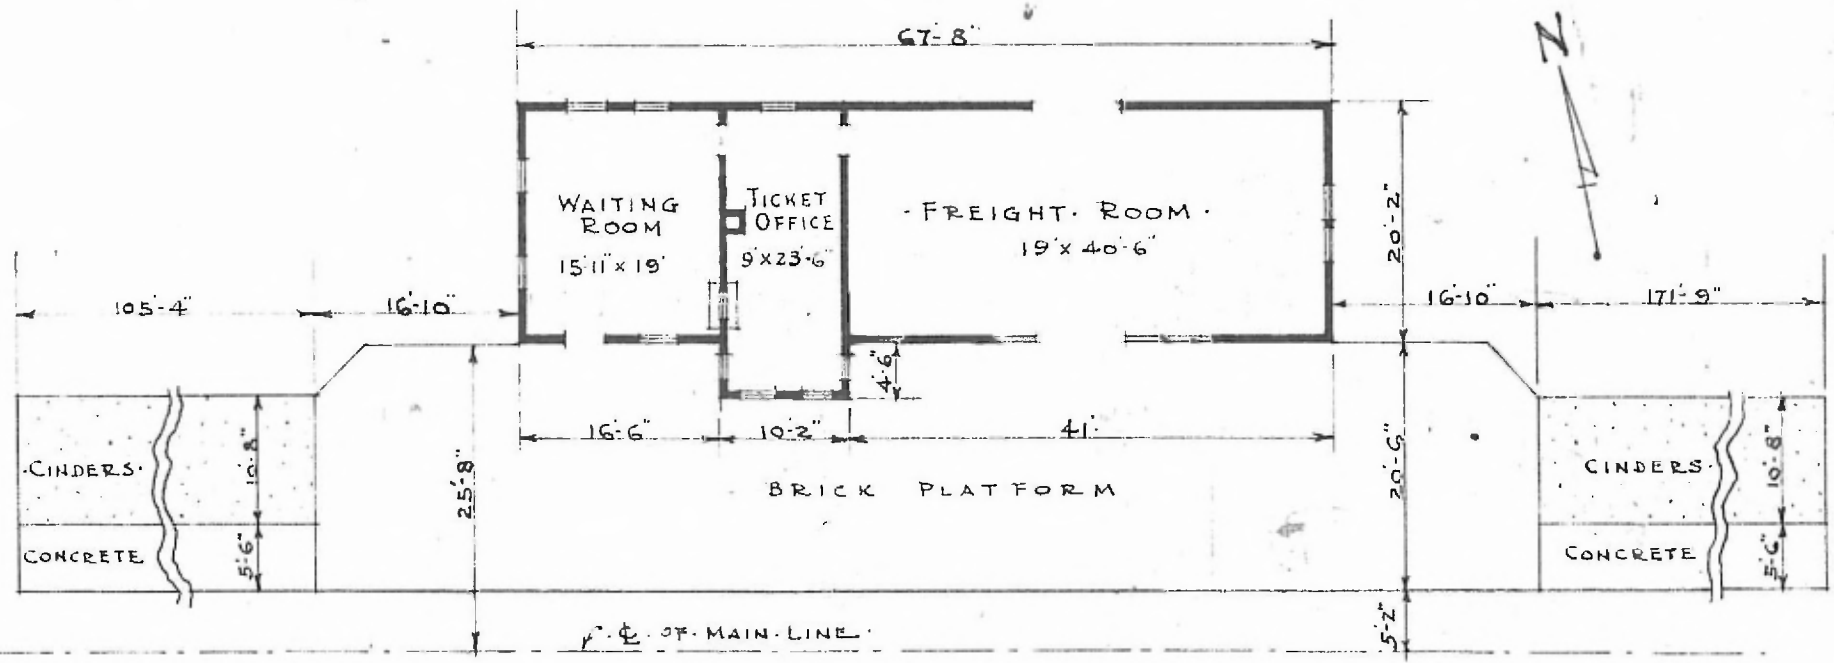 67'-8"
N
WAITING
ROOM
15'-11" x 19'
TICKET
OFFICE
9' x 23'-6"
· FREIGHT · ROOM ·
19' x 40'-6"
20'-2"
105'-4"
16'-10"
16'-10"
171'-9"
4'-6"
16'-6"
10'-2"
41'
· CINDERS ·
10'-8"
25'-8"
BRICK PLATFORM
20'-6"
CINDERS ·
10'-8"
CONCRETE
5'-6"
CONCRETE
5'-6"
· ℄ · OF · MAIN · LINE ·
5'-2"